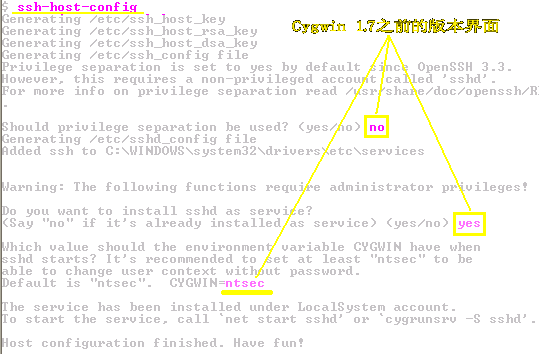 $ ssh-host-config
Generating /etc/ssh_host_key
Generating /etc/ssh_host_rsa_key
Generating /etc/ssh_host_dsa_key
Generating /etc/ssh_config file
Privilege separation is set to yes by default since OpenSSH 3.3.
However, this requires a non-privileged account called 'sshd'.
For more info on privilege separation read /usr/share/doc/openssh/R
.
Should privilege separation be used? (yes/no) no
Generating /etc/sshd_config file
Added ssh to C:\WINDOWS\system32\drivers\etc\services
Warning: The following functions require administrator privileges!
Do you want to install sshd as service?
(Say "no" if it's already installed as service) (yes/no) yes
Which value should the environment variable CYGWIN have when
sshd starts? It's recommended to set at least "ntsec" to be
able to change user context without password.
Default is "ntsec". CYGWIN=ntsec
The service has been installed under LocalSystem account.
To start the service, call `net start sshd' or `cygrunsrv -S sshd'.
Host configuration finished. Have fun!
Cygwin 1.7之前的版本界面